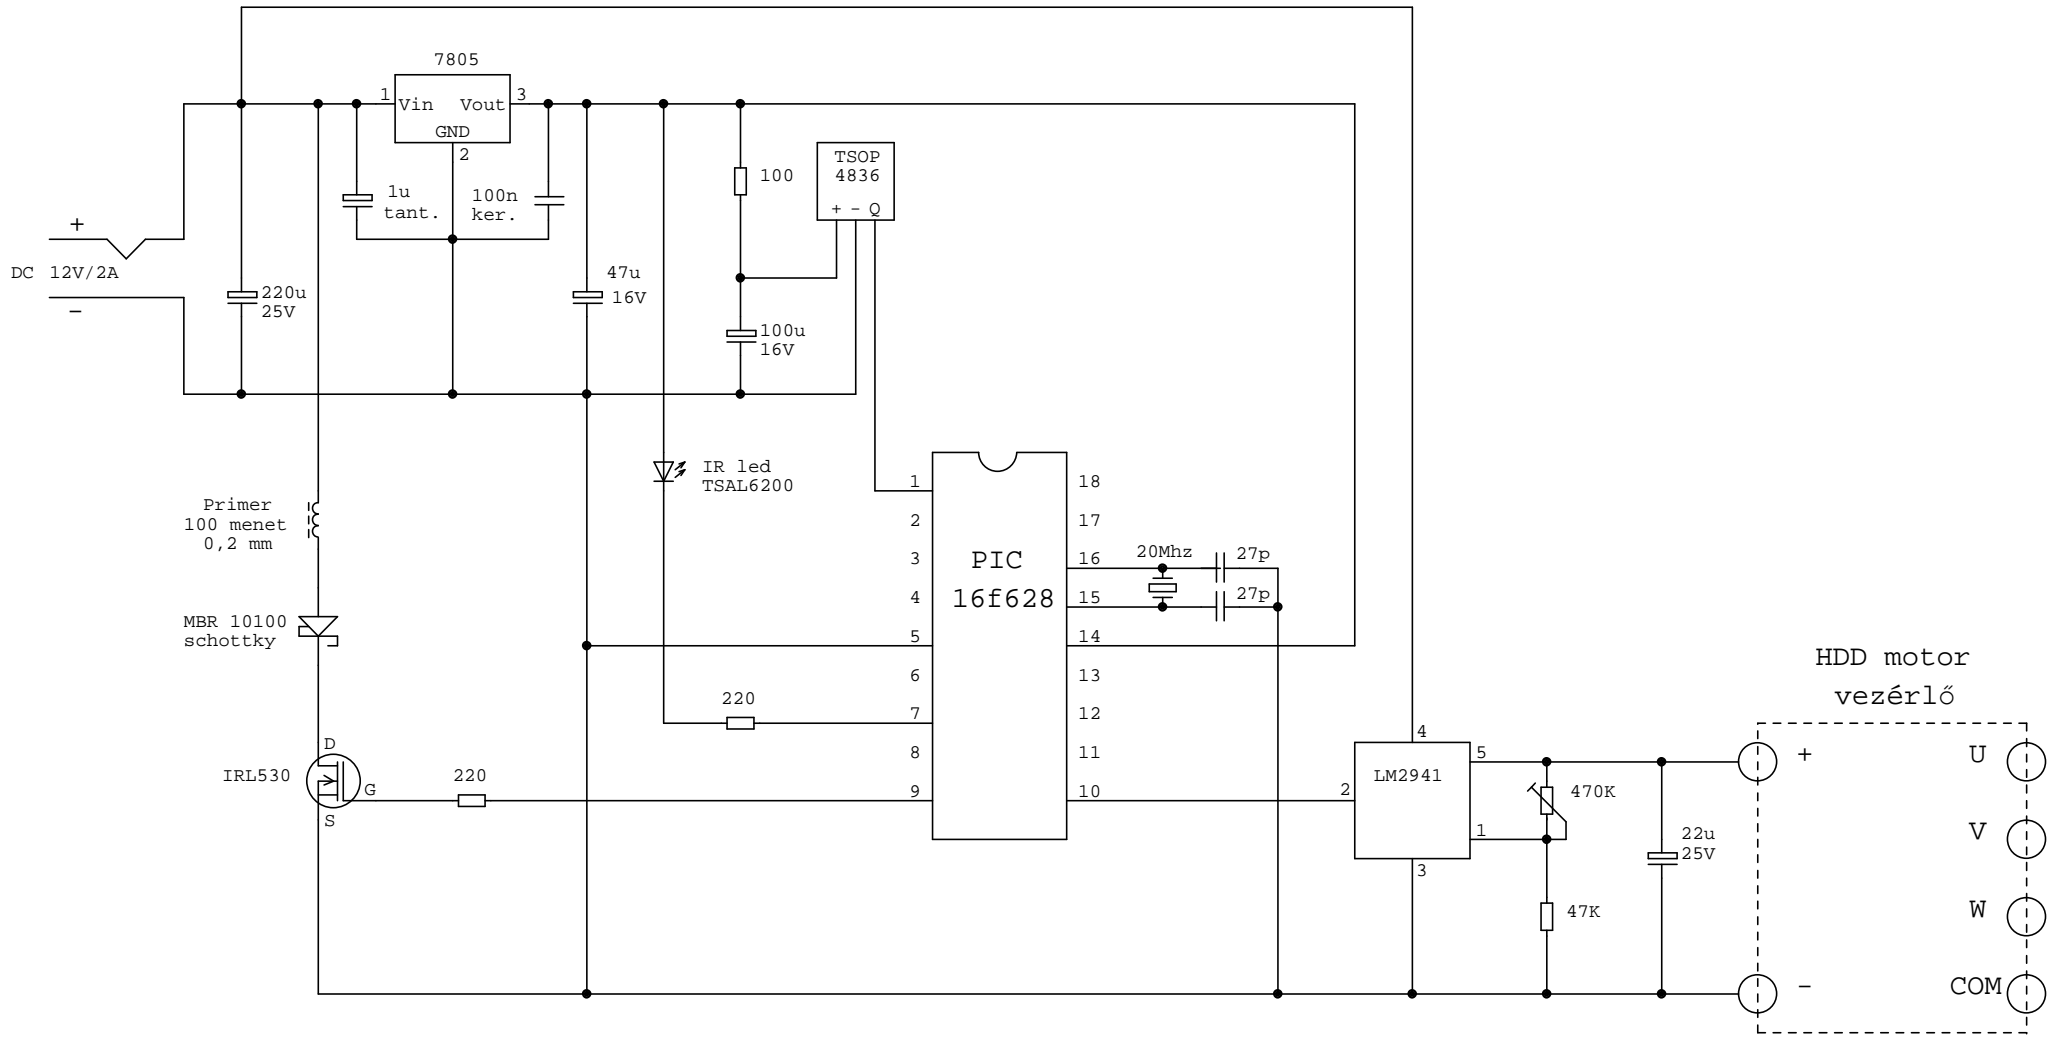 7805
1
Vin
Vout
3
GND
2
1u
tant.
100n
ker.
100
TSOP
4836
+ - Q
+
DC 12V/2A
-
220u
25V
47u
16V
100u
16V
IR led
TSAL6200
Primer
100 menet
0,2 mm
MBR 10100
schottky
D
IRL530
G
S
220
220
PIC
16f628
1
2
3
4
5
6
7
8
9
18
17
16
15
14
13
12
11
10
20Mhz
27p
27p
4
5
LM2941
2
1
3
470K
47K
22u
25V
HDD motor
vezérlő
+
U
V
W
-
COM